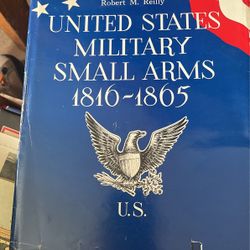 Robert M. Reilly
UNITED STATES
MILITARY
SMALL ARMS
1816-1865
U.S.